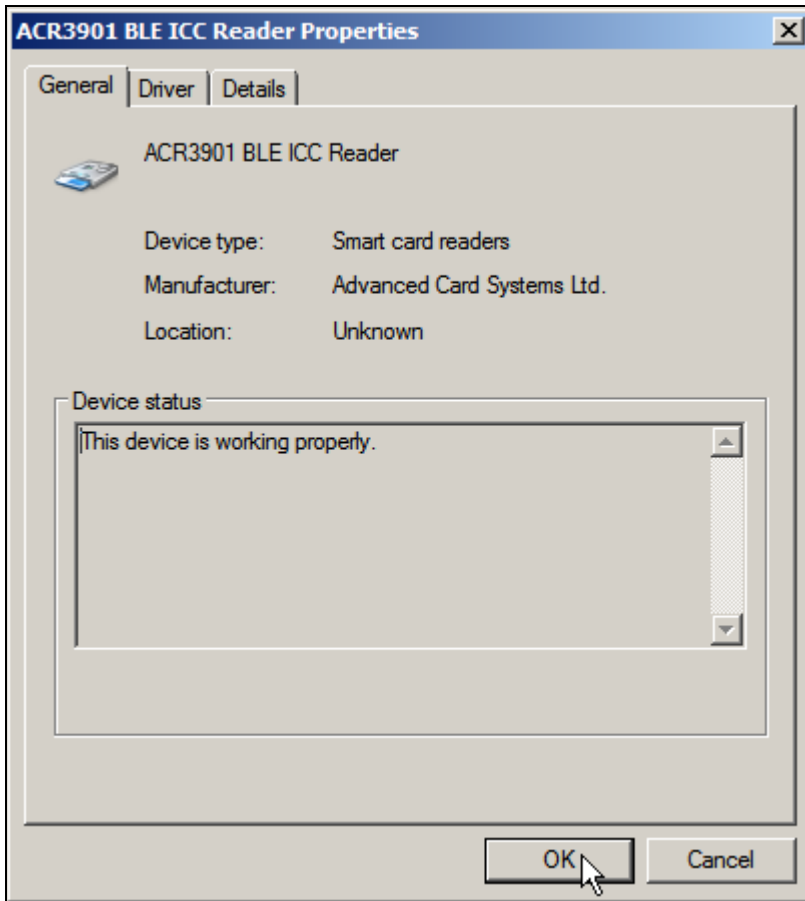 ACR3901 BLE ICC Reader Properties
General Driver Details
ACR3901 BLE ICC Reader
Device type: Smart card readers
Manufacturer: Advanced Card Systems Ltd.
Location: Unknown
Device status
This device is working properly.
OK Cancel